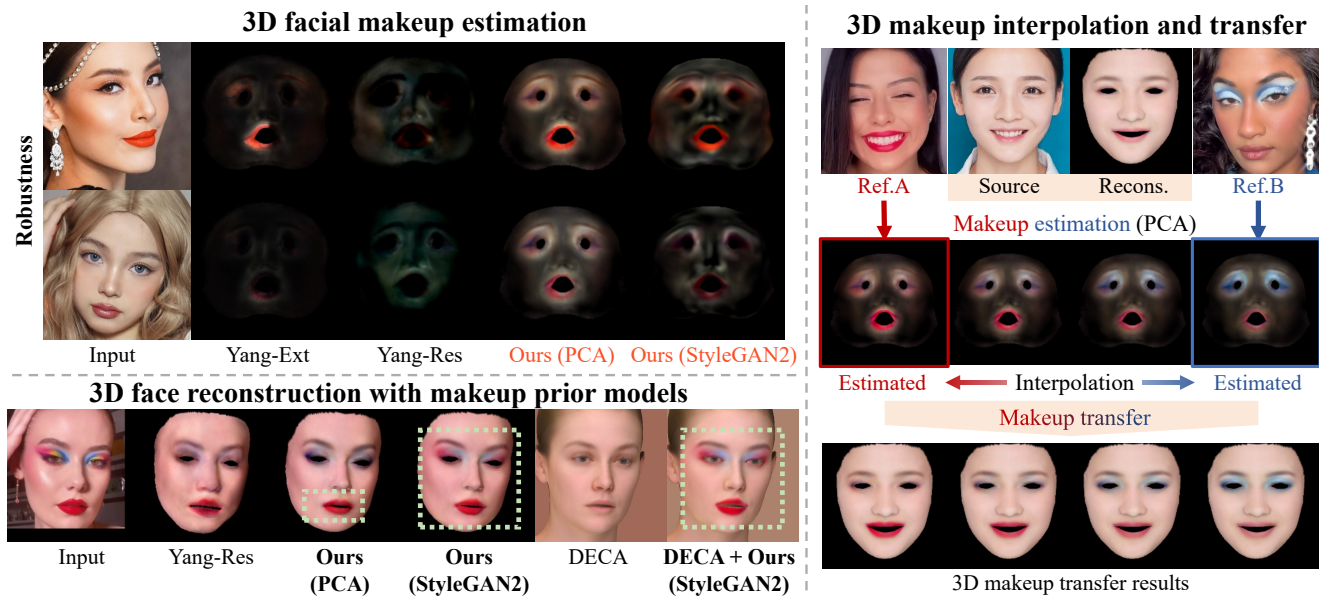 3D facial makeup estimation
Robustness
Input
Yang-Ext
Yang-Res
Ours (PCA)
Ours (StyleGAN2)
3D face reconstruction with makeup prior models
Input
Yang-Res
Ours
(PCA)
Ours
(StyleGAN2)
DECA
DECA + Ours
(StyleGAN2)
3D makeup interpolation and transfer
Ref.A
Source
Recons.
Ref.B
Makeup estimation (PCA)
Estimated
Interpolation
Estimated
Makeup transfer
3D makeup transfer results